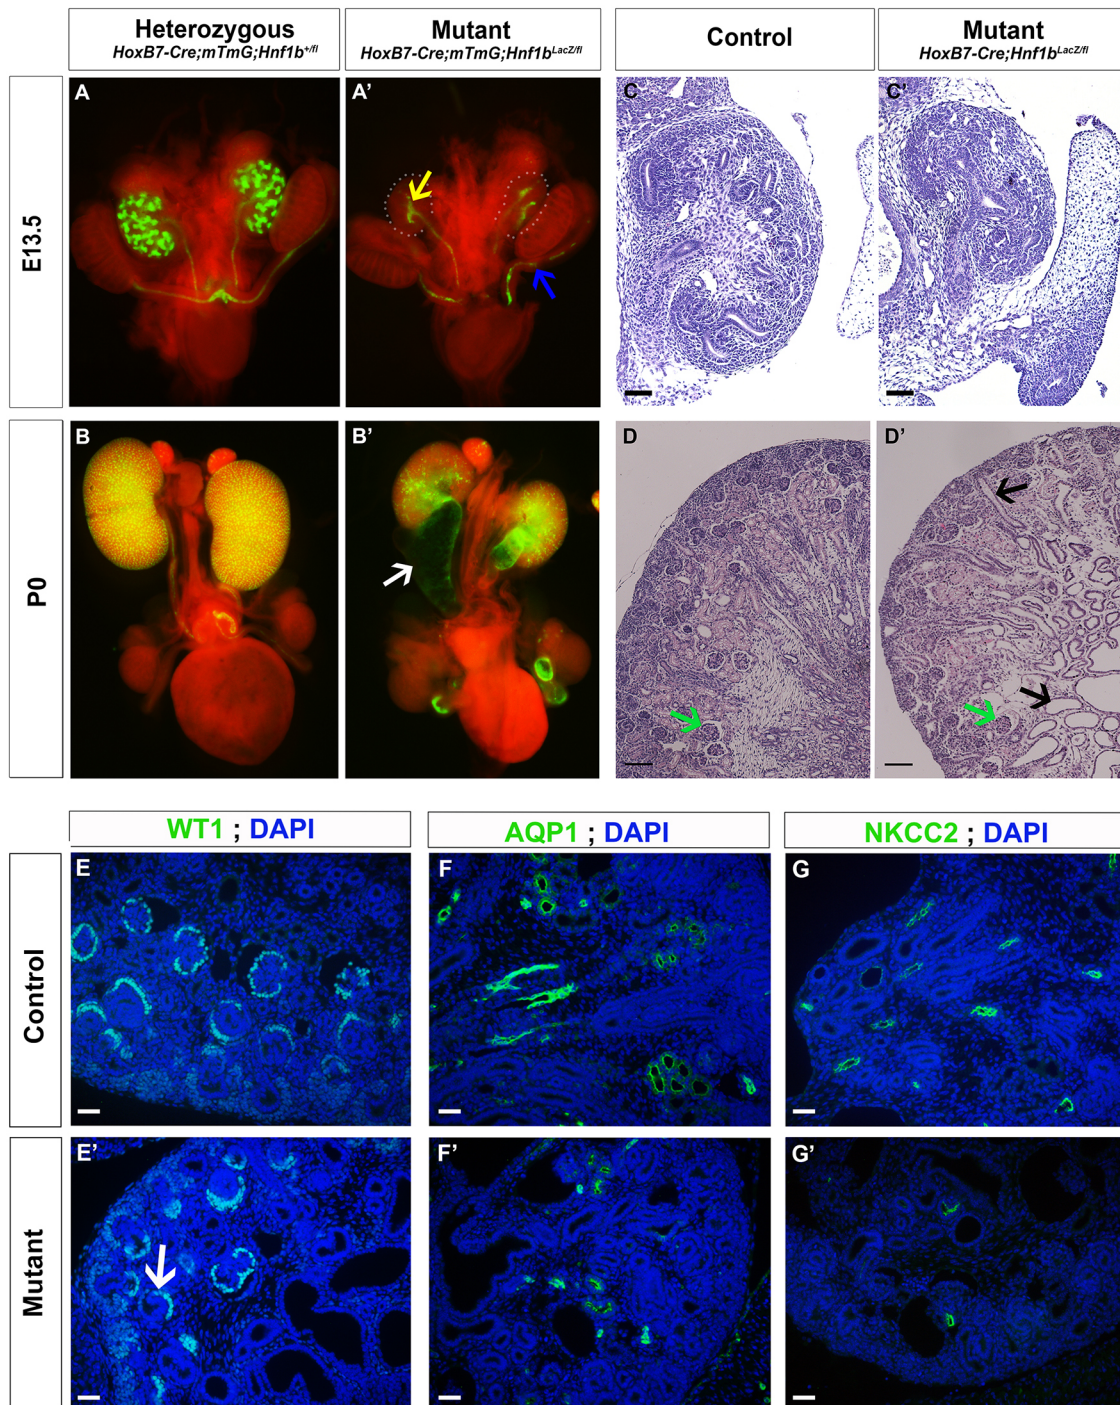 Heterozygous
HoxB7-Cre;mTmG;Hnf1b+/fl
Mutant
HoxB7-Cre;mTmG;Hnf1bLacZ/fl
Control
Mutant
HoxB7-Cre;Hnf1bLacZ/fl
E13.5
A
A'
C
C'
P0
B
B'
D
D'
WT1 ; DAPI
AQP1 ; DAPI
NKCC2 ; DAPI
Control
E
F
G
Mutant
E'
F'
G'